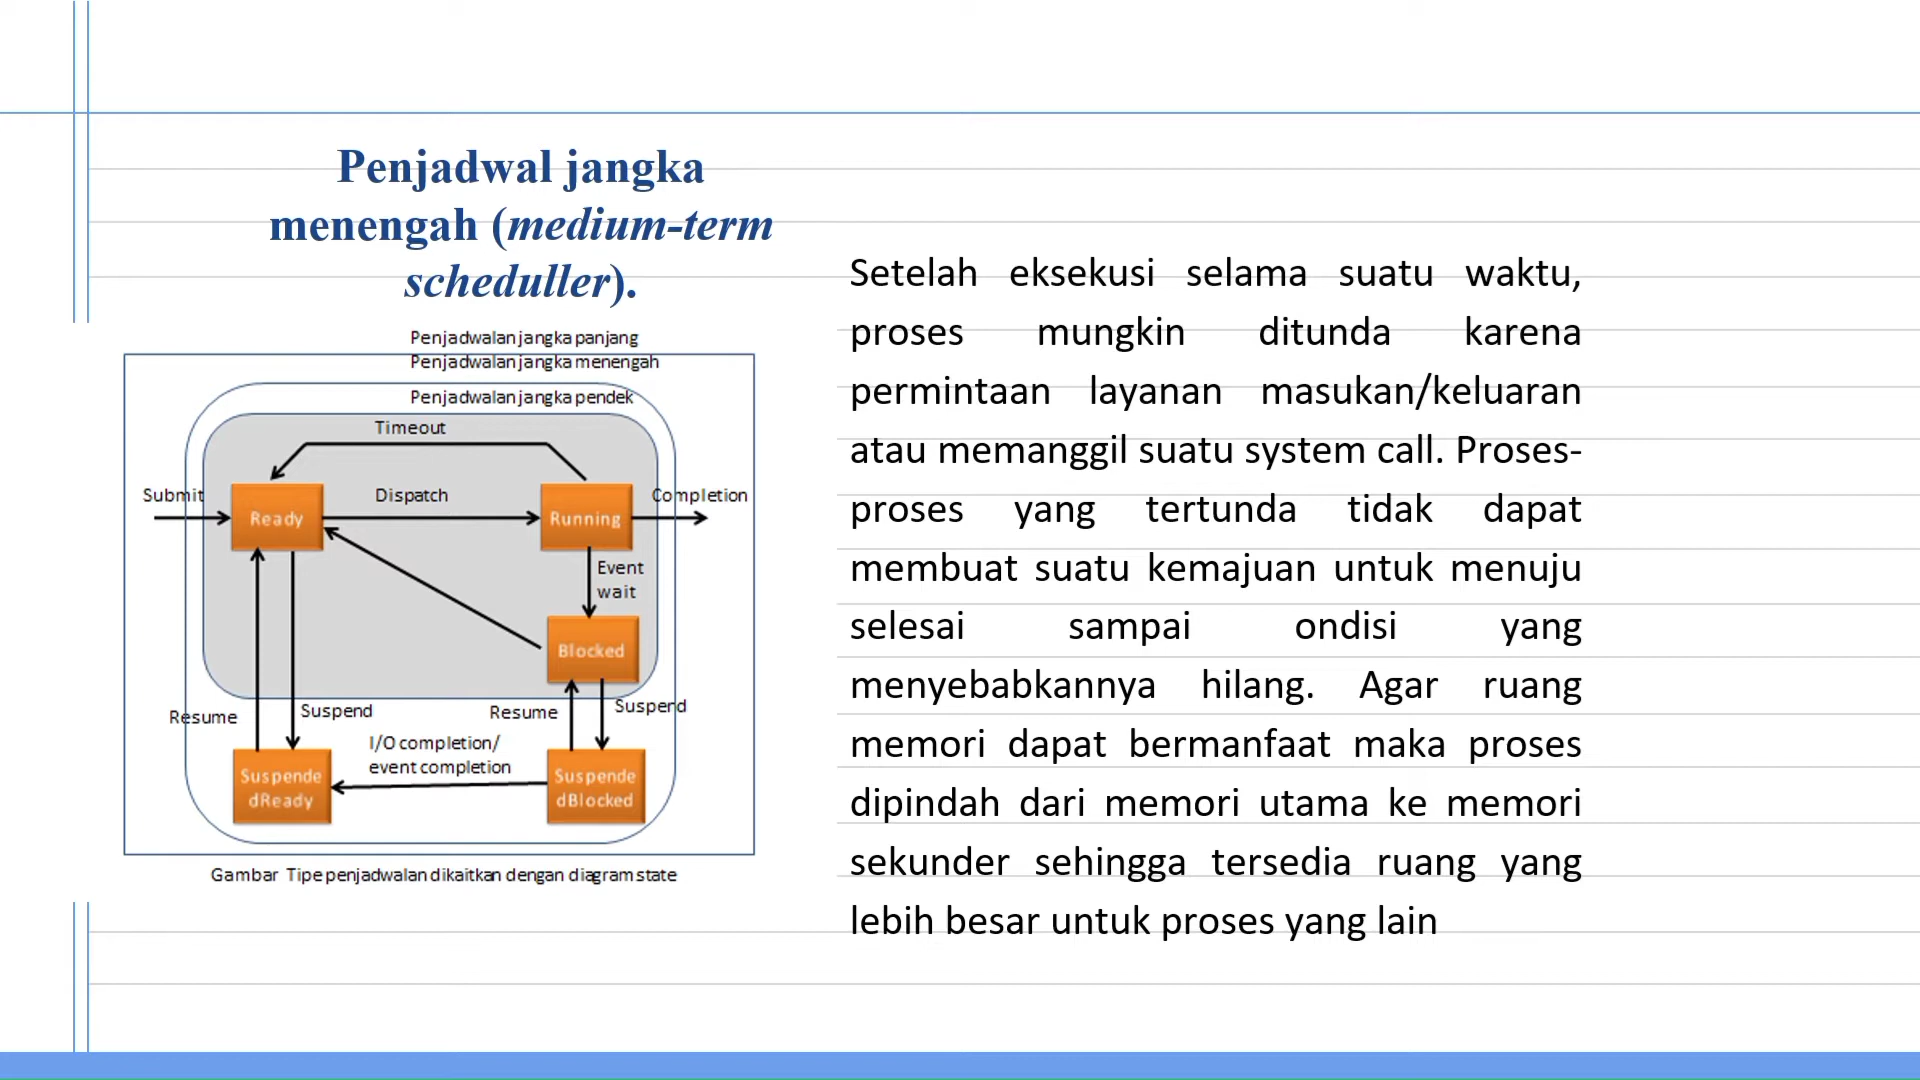 Penjadwal jangka
menengah (medium-term
scheduller).
Penjadwalan jangka panjang
Penjadwalan jangka menengah
Penjadwalan jangka pendek
Timeout
Submit
Dispatch
Completion
Ready
Running
Event
wait
Blocked
Resume
Suspend
Resume
Suspend
I/O completion/
event completion
Suspende
dReady
Suspende
dBlocked
Gambar Tipe penjadwalan dikaitkan dengan diagram state
Setelah eksekusi selama suatu waktu,
proses mungkin ditunda karena
permintaan layanan masukan/keluaran
atau memanggil suatu system call. Proses-
proses yang tertunda tidak dapat
membuat suatu kemajuan untuk menuju
selesai sampai ondisi yang
menyebabkannya hilang. Agar ruang
memori dapat bermanfaat maka proses
dipindah dari memori utama ke memori
sekunder sehingga tersedia ruang yang
lebih besar untuk proses yang lain